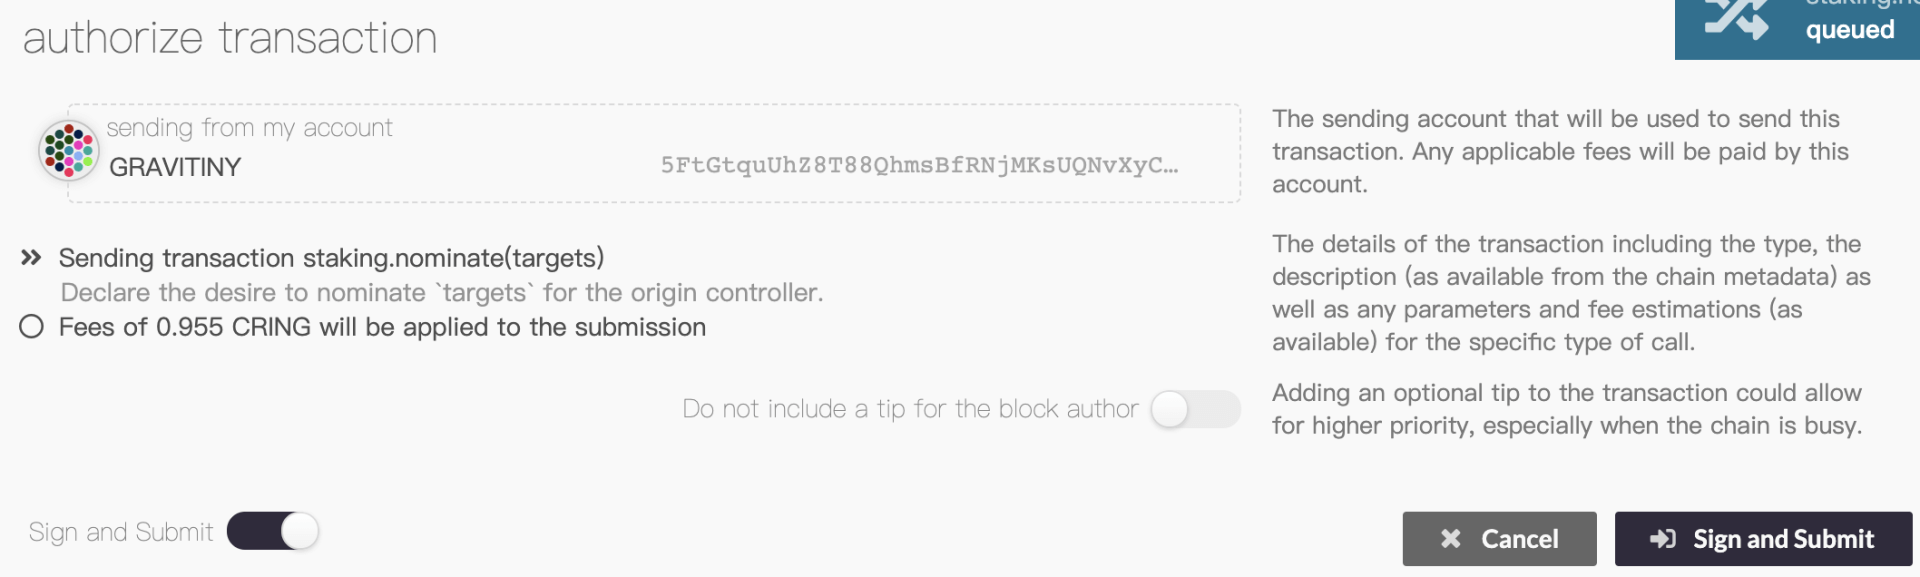 authorize transaction
queued
sending from my account
GRAVITINY
5FtGtquUhZ8T88QhmsBfRNjMKsUQNvXyC…
The sending account that will be used to send this
transaction. Any applicable fees will be paid by this
account.
Sending transaction staking.nominate(targets)
Declare the desire to nominate `targets` for the origin controller.
Fees of 0.955 CRING will be applied to the submission
The details of the transaction including the type, the
description (as available from the chain metadata) as
well as any parameters and fee estimations (as
available) for the specific type of call.
Do not include a tip for the block author
Adding an optional tip to the transaction could allow
for higher priority, especially when the chain is busy.
Sign and Submit
Cancel
Sign and Submit